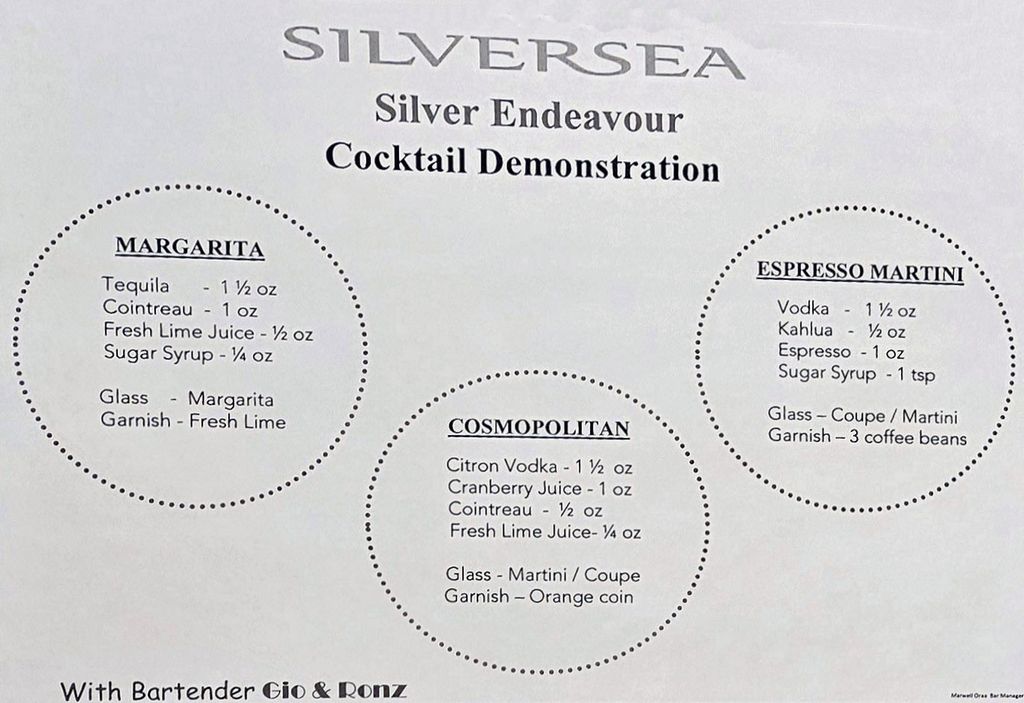 SILVERSEA
Silver Endeavour
Cocktail Demonstration
MARGARITA
Tequila - 1 ½ oz
Cointreau - 1 oz
Fresh Lime Juice - ½ oz
Sugar Syrup - ¼ oz
Glass - Margarita
Garnish - Fresh Lime
COSMOPOLITAN
Citron Vodka - 1 ½ oz
Cranberry Juice - 1 oz
Cointreau - ½ oz
Fresh Lime Juice- ¼ oz
Glass - Martini / Coupe
Garnish – Orange coin
ESPRESSO MARTINI
Vodka - 1 ½ oz
Kahlua - ½ oz
Espresso - 1 oz
Sugar Syrup - 1 tsp
Glass – Coupe / Martini
Garnish – 3 coffee beans
With Bartender Gio & Ronz
Bar Manager